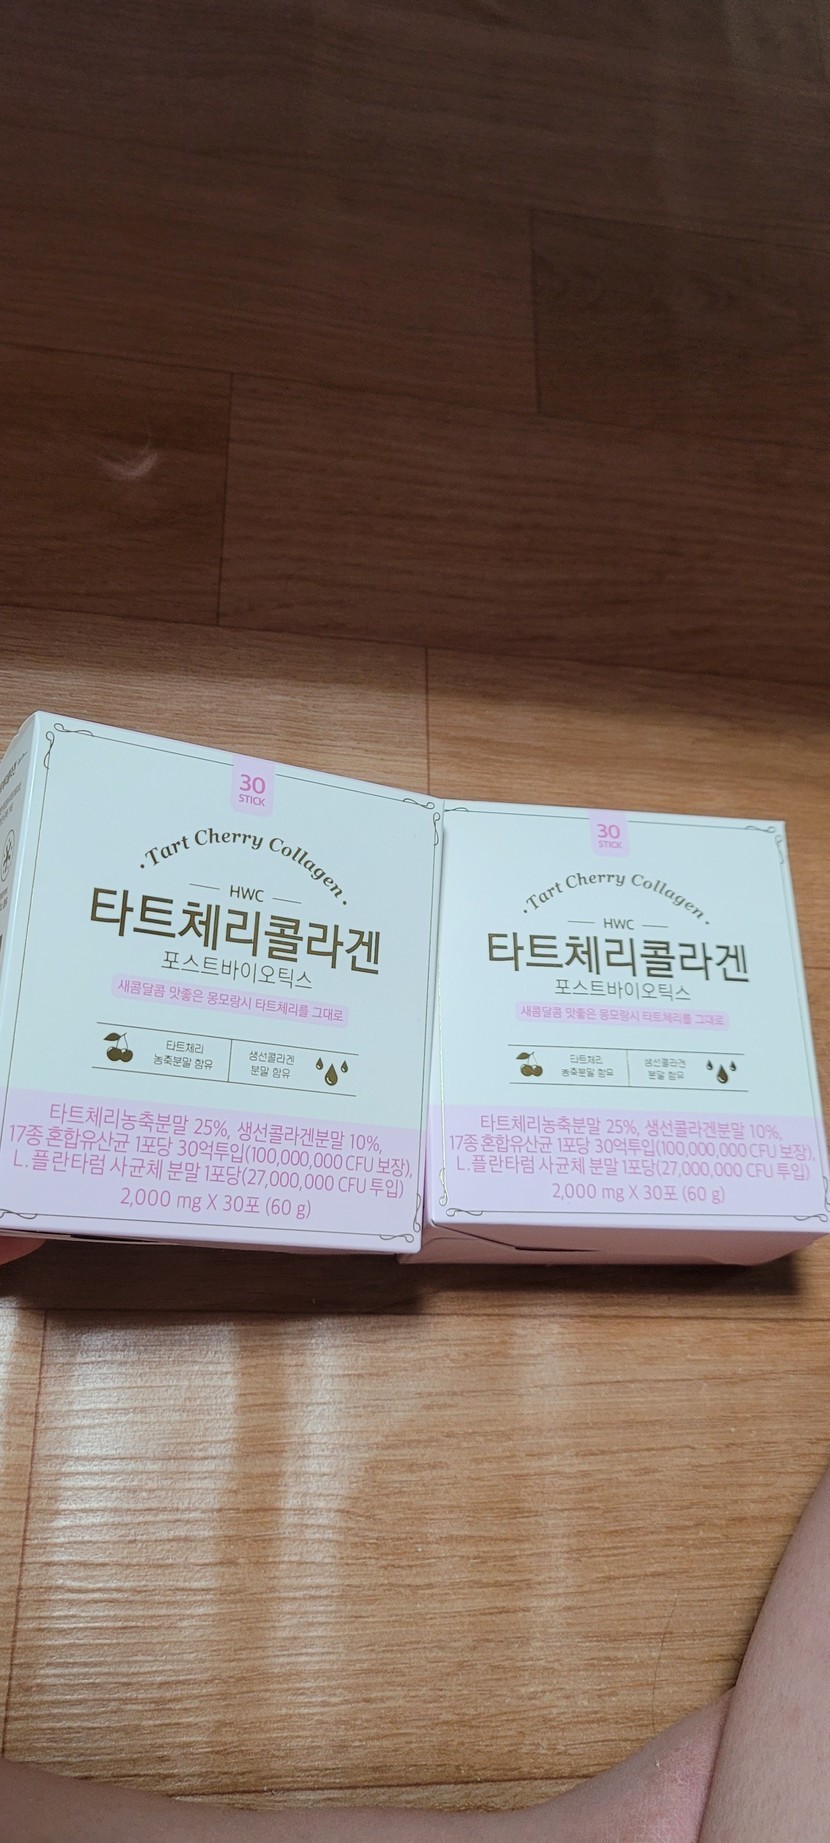 30
STICK
Tart Cherry Collagen
HWC
타트체리콜라겐
포스트바이오틱스
새콤달콤 맛좋은 몽모랑시 타트체리를 그대로
타트체리
농축분말 함유
생선콜라겐
분말 함유
타트체리농축분말 25%, 생선콜라겐분말 10%,
17종 혼합유산균 1포당 30억투입(100,000,000 CFU 보장),
L.플란타럼 사균체 분말 1포당(27,000,000 CFU 투입)
2,000 mg X 30포 (60 g)
30
STICK
Tart Cherry Collagen
HWC
타트체리콜라겐
포스트바이오틱스
새콤달콤 맛좋은 몽모랑시 타트체리를 그대로
타트체리
농축분말 함유
생선콜라겐
분말 함유
타트체리농축분말 25%, 생선콜라겐분말 10%,
17종 혼합유산균 1포당 30억투입(100,000,000 CFU 보장),
L.플란타럼 사균체 분말 1포당(27,000,000 CFU 투입)
2,000 mg X 30포 (60 g)